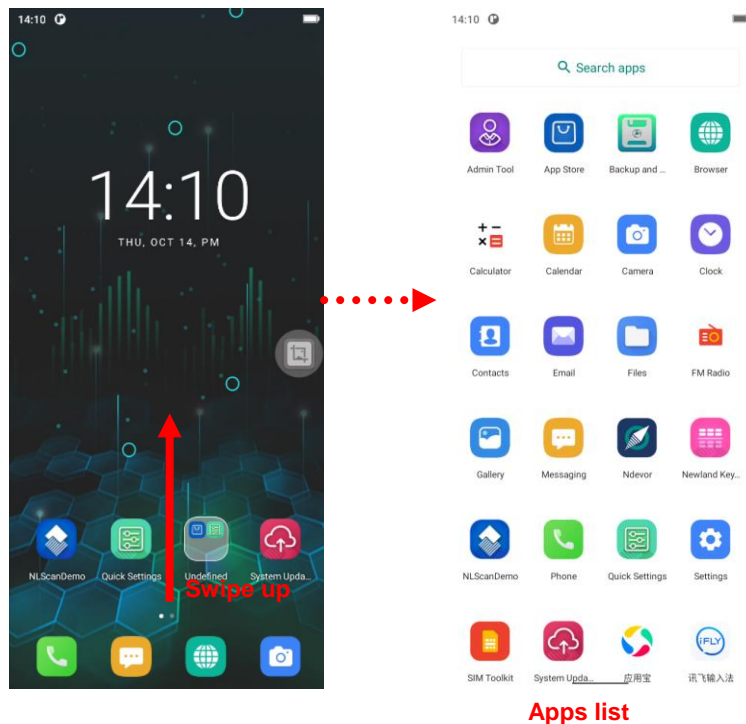 14:10
14:10
THU, OCT 14, PM
NLScanDemo Quick Settings Undefined System Upda...
Swipe up
14:10
Search apps
Admin Tool App Store Backup and ... Browser
Calculator Calendar Camera Clock
Contacts Email Files FM Radio
Gallery Messaging Ndevor Newland Key...
NLScanDemo Phone Quick Settings Settings
iFLY
SIM Toolkit System Upda... 应用宝 讯飞输入法
Apps list